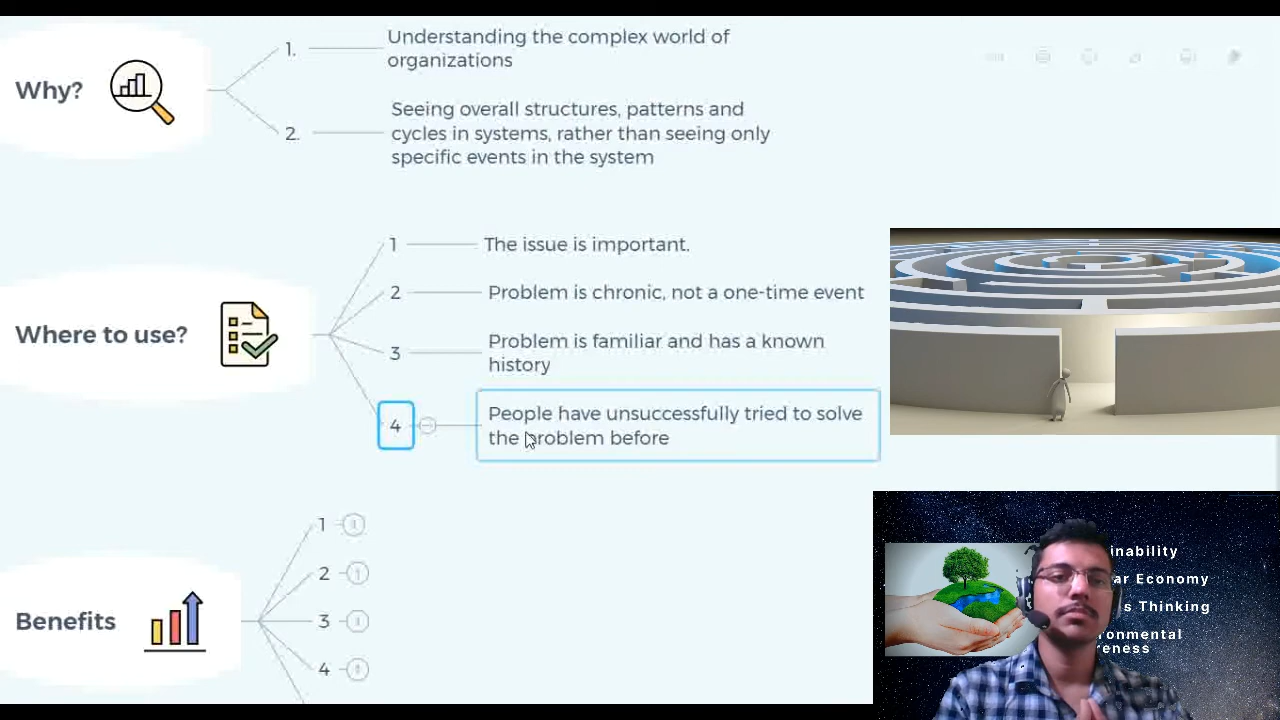 Why?
1.
Understanding the complex world of
organizations
2.
Seeing overall structures, patterns and
cycles in systems, rather than seeing only
specific events in the system
Where to use?
1
The issue is important.
2
Problem is chronic, not a one-time event
3
Problem is familiar and has a known
history
4
People have unsuccessfully tried to solve
the problem before
Benefits
1
2
3
4
inability
ar Economy
s Thinking
onmental
reness